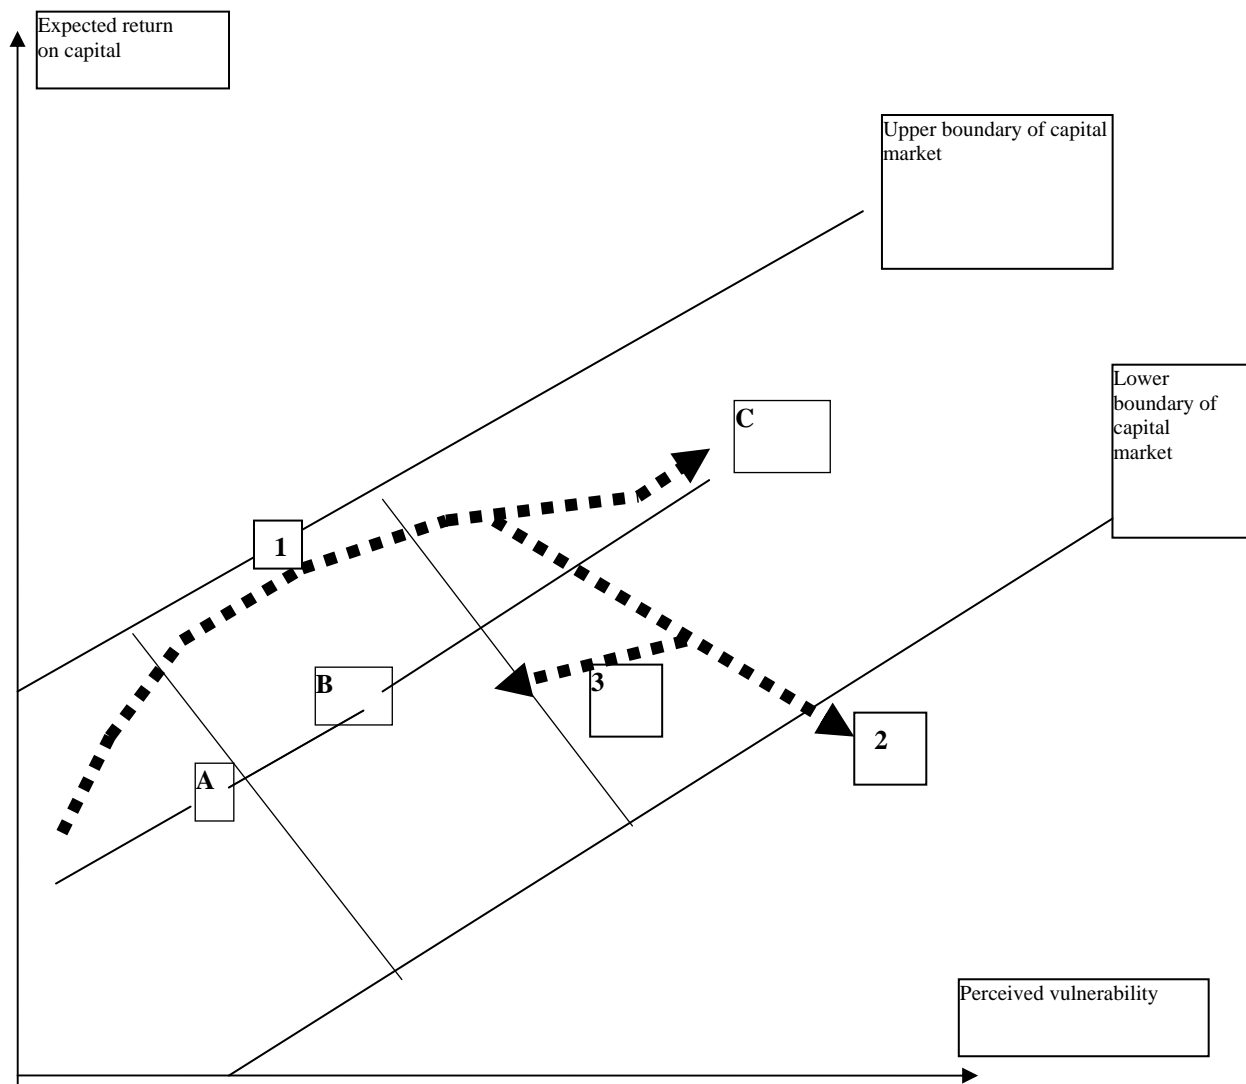 Expected return
on capital
Upper boundary of capital
market
Lower
boundary of
capital
market
C
1
B
3
2
A
Perceived vulnerability